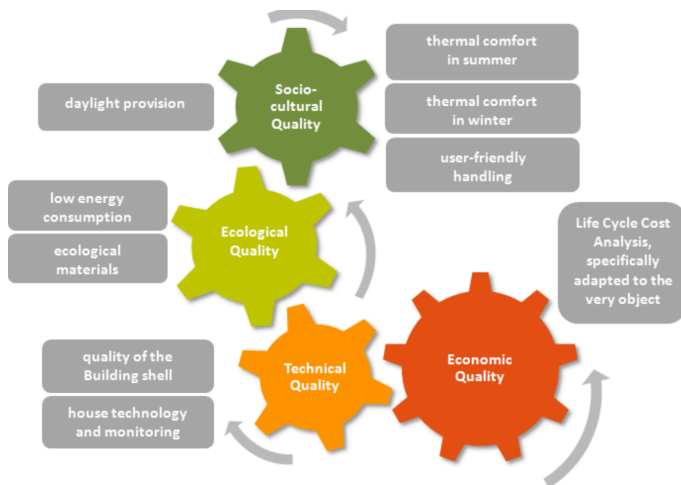 thermal comfort
in summer
daylight provision
Socio-
cultural
Quality
thermal comfort
in winter
user-friendly
handling
low energy
consumption
ecological
materials
Ecological
Quality
Life Cycle Cost
Analysis,
specifically
adapted to the
very object
quality of the
Building shell
house technology
and monitoring
Technical
Quality
Economic
Quality